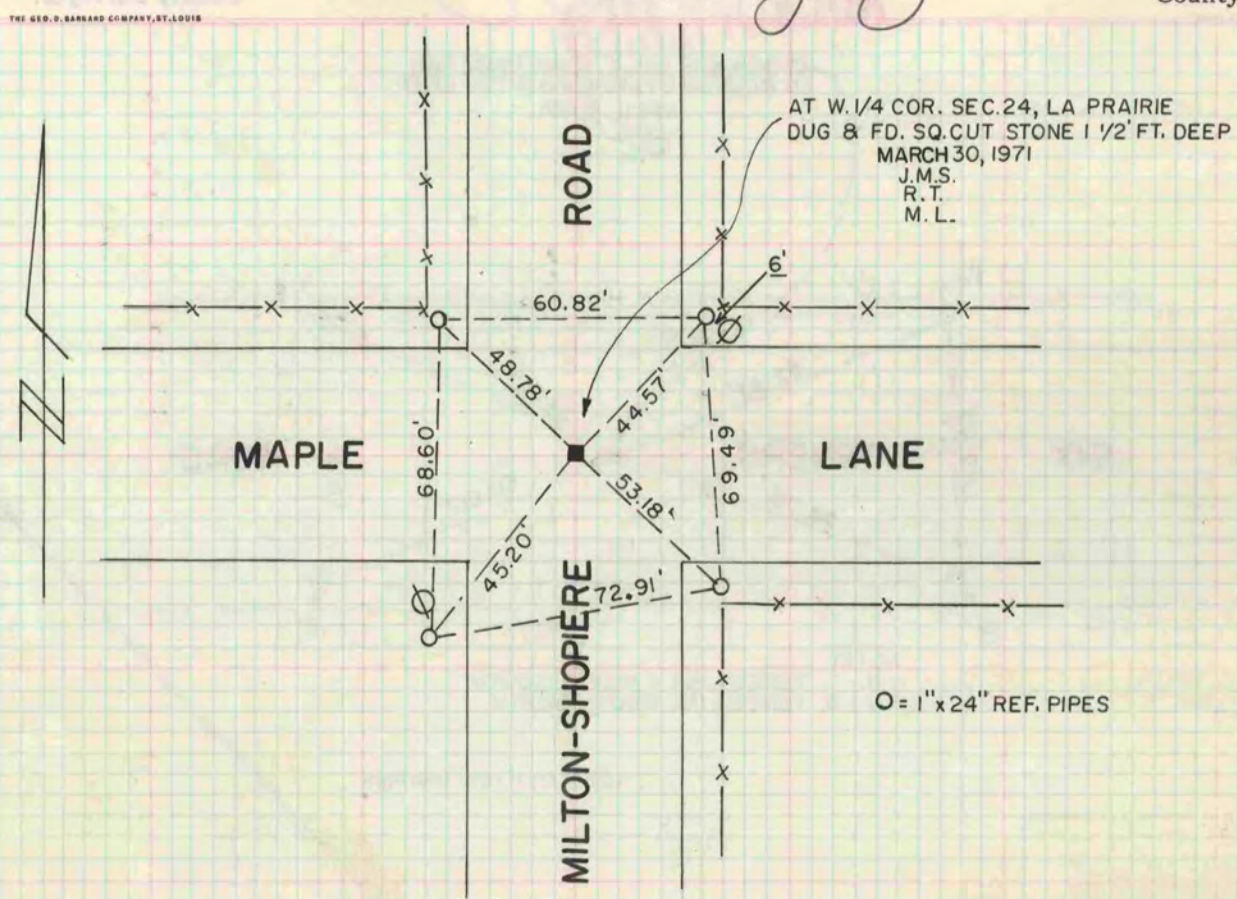 THE GEO.D.BARNARD COMPANY,ST.LOUIS
County
AT W.1/4 COR. SEC.24, LA PRAIRIE
DUG & FD. SQ.CUT STONE 1 1/2' FT. DEEP
MARCH 30, 1971
J.M.S.
R.T.
M.L.
ROAD
6'
60.82'
48.78'
44.57'
N
MAPLE
68.60'
69.49'
LANE
53.18'
45.20'
72.91'
MILTON-SHOPIERE
O = 1" x 24" REF. PIPES